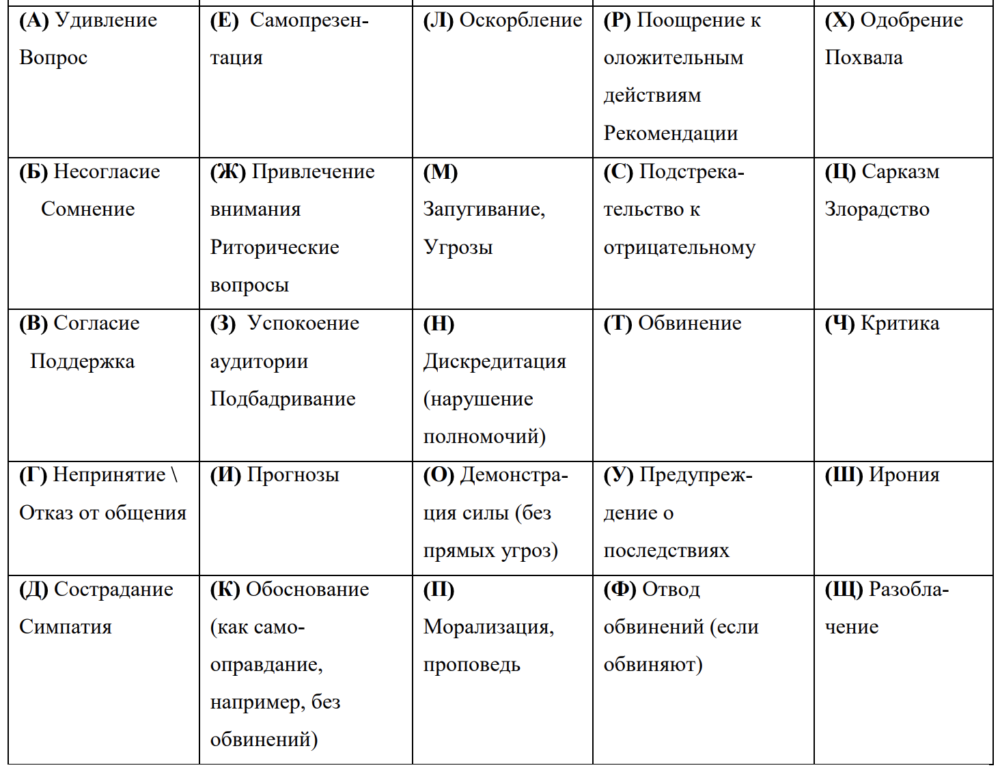 (А) Удивление
Вопрос
(Е) Самопрезен-
тация
(Л) Оскорбление
(Р) Поощрение к
оложительным
действиям
Рекомендации
(Х) Одобрение
Похвала
(Б) Несогласие
Сомнение
(Ж) Привлечение
внимания
Риторические
вопросы
(М)
Запугивание,
Угрозы
(С) Подстрека-
тельство к
отрицательному
(Ц) Сарказм
Злорадство
(В) Согласие
Поддержка
(З) Успокоение
аудитории
Подбадривание
(Н)
Дискредитация
(нарушение
полномочий)
(Т) Обвинение
(Ч) Критика
(Г) Непринятие \
Отказ от общения
(И) Прогнозы
(О) Демонстра-
ция силы (без
прямых угроз)
(У) Предупреж-
дение о
последствиях
(Ш) Ирония
(Д) Сострадание
Симпатия
(К) Обоснование
(как само-
оправдание,
например, без
обвинений)
(П)
Морализация,
проповедь
(Ф) Отвод
обвинений (если
обвиняют)
(Щ) Разобла-
чение